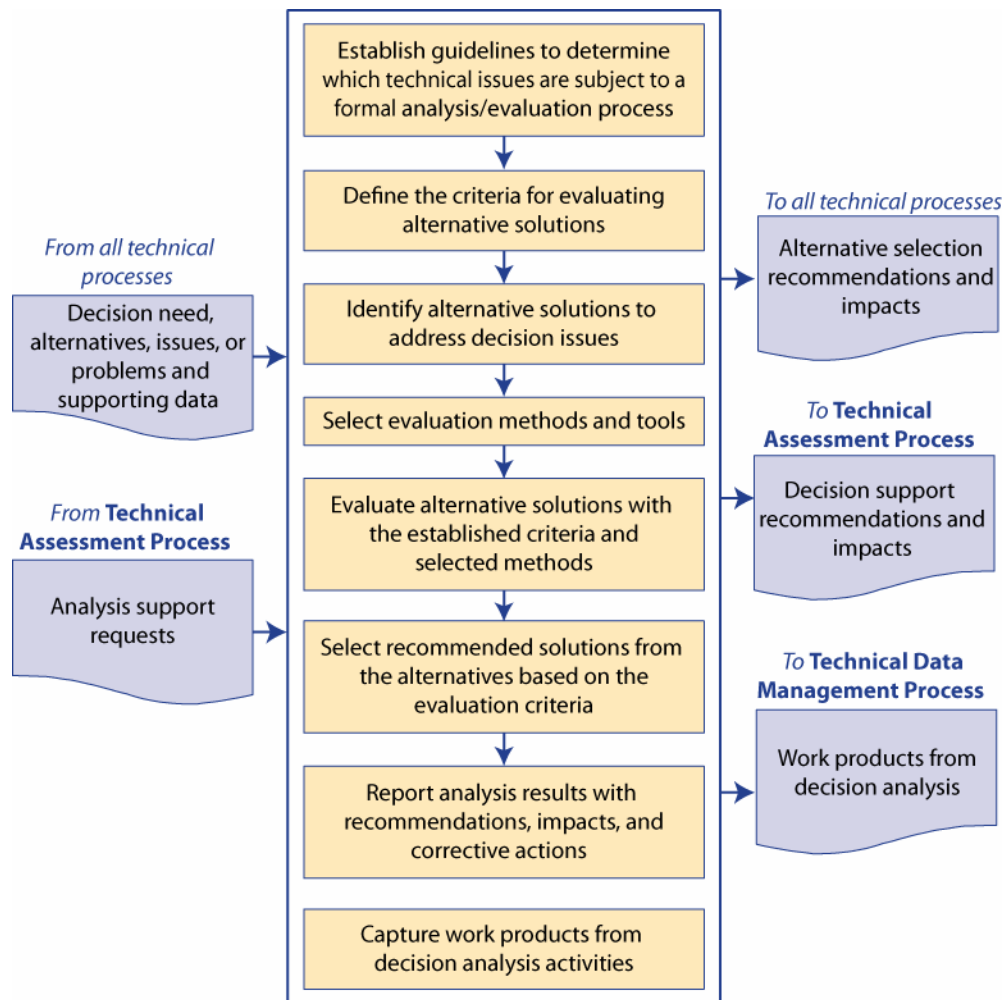 Establish guidelines to determine
which technical issues are subject to a
formal analysis/evaluation process
Define the criteria for evaluating
alternative solutions
Identify alternative solutions to
address decision issues
Select evaluation methods and tools
Evaluate alternative solutions with
the established criteria and
selected methods
Select recommended solutions from
the alternatives based on the
evaluation criteria
Report analysis results with
recommendations, impacts, and
corrective actions
Capture work products from
decision analysis activities
From all technical
processes
Decision need,
alternatives, issues, or
problems and
supporting data
From Technical
Assessment Process
Analysis support
requests
To all technical processes
Alternative selection
recommendations and
impacts
To Technical
Assessment Process
Decision support
recommendations and
impacts
To Technical Data
Management Process
Work products from
decision analysis